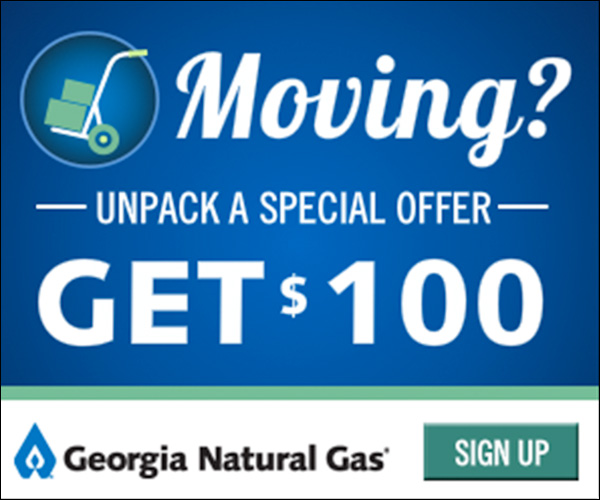 Moving?
UNPACK A SPECIAL OFFER
GET $100
Georgia Natural Gas®
SIGN UP